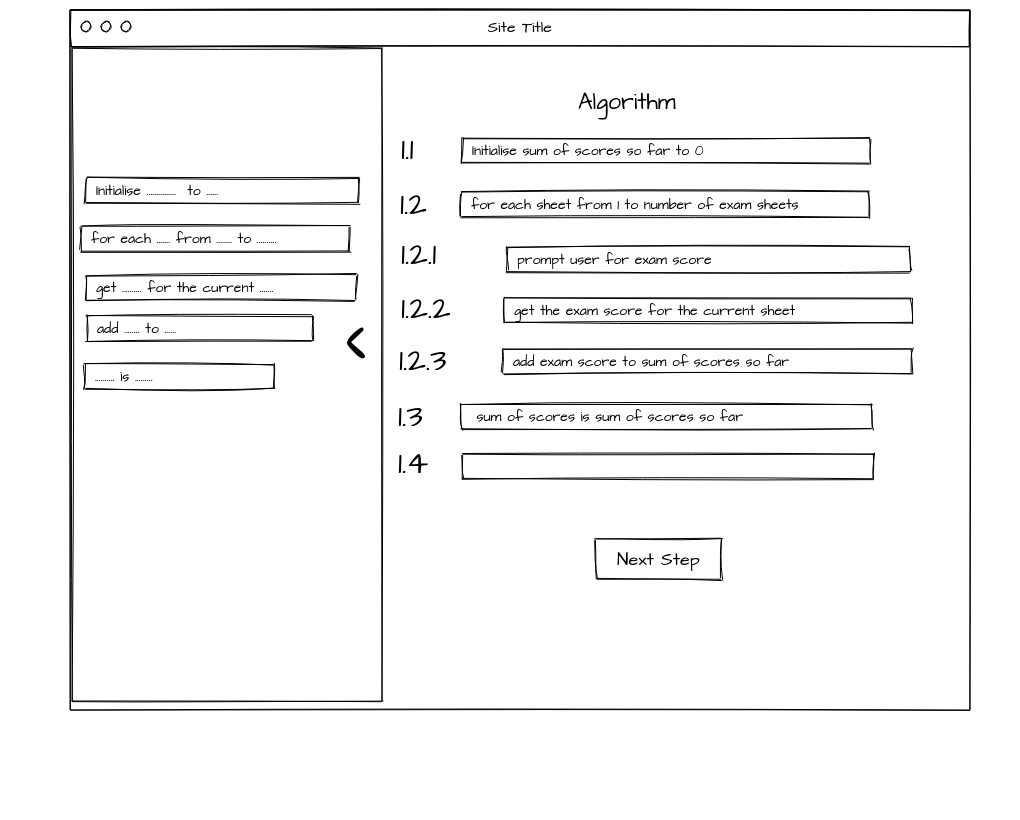 Site Title
Initialise ............ to .....
for each ...... from ...... to ........
get ........ for the current ......
add ...... to .....
......... is ........
Algorithm
1.1 Initialise sum of scores so far to 0
1.2 for each sheet from 1 to number of exam sheets
1.2.1 prompt user for exam score
1.2.2 get the exam score for the current sheet
1.2.3 add exam score to sum of scores so far
1.3 sum of scores is sum of scores so far
1.4
Next Step